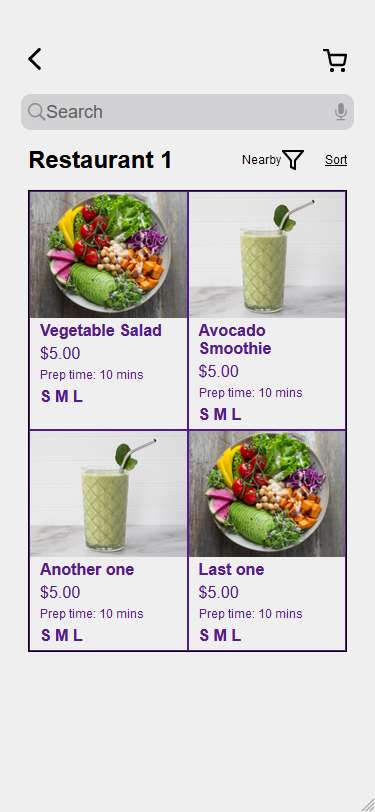 Search
Restaurant 1
Nearby
Sort
Vegetable Salad
$5.00
Prep time: 10 mins
S M L
Avocado
Smoothie
$5.00
Prep time: 10 mins
S M L
Another one
$5.00
Prep time: 10 mins
S M L
Last one
$5.00
Prep time: 10 mins
S M L